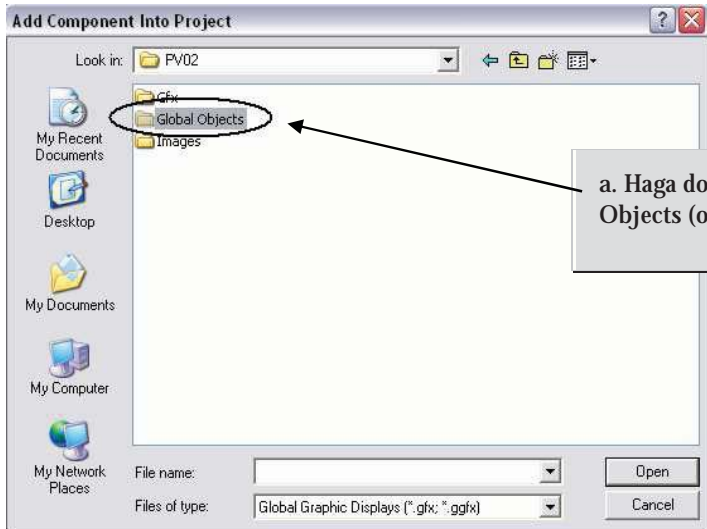 Add Component Into Project
Look in:
PV02
Gfx
Global Objects
Images
My Recent
Documents
Desktop
My Documents
My Computer
My Network
Places
File name:
Open
Files of type:
Global Graphic Displays (*.gfx; *.ggfx)
Cancel
a. Haga do
Objects (o